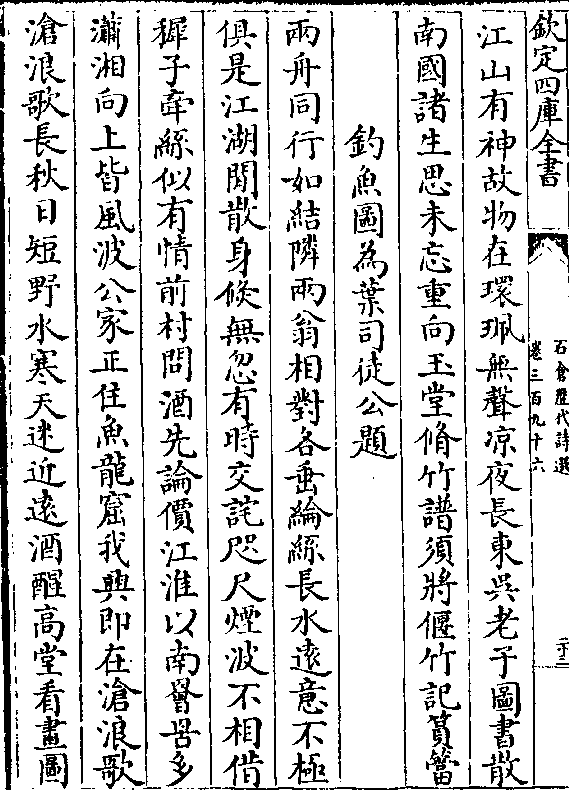 欽定四庫全書
石倉歷代詩選
卷三百九十六
江山有神故物在環珮無聲凉夜長東吳老子圖書散
南國諸生思未忘重向玉堂脩竹譜須將偃竹記篔簹
釣魚圖為葉司徒公題
兩舟同行如結隣兩翁相對各垂綸絲長水遠意不極
俱是江湖閒散身倏無忽有時交詫咫尺煙波不相借
穉子牽絲似有情前村問酒先論價江淮以南罾罟多
瀟湘向上皆風波公家正住魚龍窟我興即在滄浪歌
滄浪歌長秋日短野水寒天迷近遠酒醒高堂看畫圖